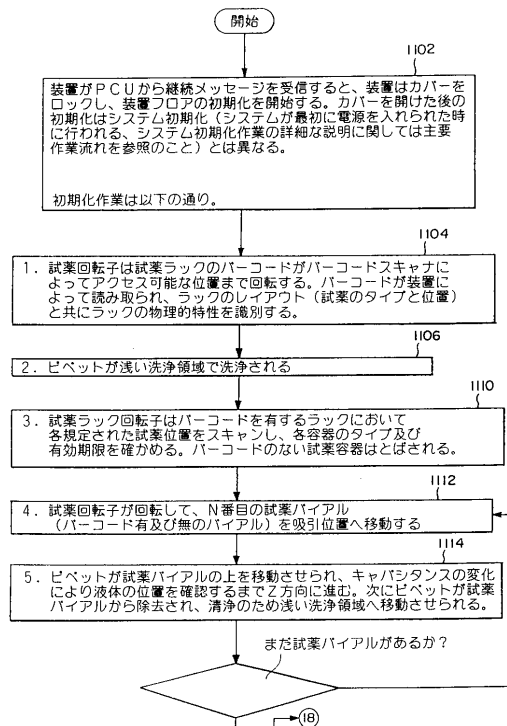 開始
1102
装置がPCUから継続メッセージを受信すると、装置はカバーを
ロックし、装置フロアの初期化を開始する。カバーを開けた後の
初期化はシステム初期化（システムが最初に電源を入れられた時
に行われる、システム初期化作業の詳細な説明に関しては主要
作業流れを参照のこと）とは異なる。
初期化作業は以下の通り。
1104
1．試薬回転子は試薬ラックのバーコードがバーコードスキャナに
よってアクセス可能な位置まで回転する。バーコードが装置
によって読み取られ、ラックのレイアウト（試薬のタイプと位置）
と共にラックの物理的特性を識別する。
1106
2．ピペットが浅い洗浄領域で洗浄される
1110
3．試薬ラック回転子はバーコードを有するラックにおいて
各規定された試薬位置をスキャンし、各容器のタイプ及び
有効期限を確かめる。バーコードのない試薬容器はとばされる。
1112
4．試薬回転子が回転して、N番目の試薬バイアル
（バーコード有及び無のバイアル）を吸引位置へ移動する
1114
5．ピペットが試薬バイアルの上を移動させられ、キャパシタンスの変化
により液体の位置を確認するまでZ方向に進む。次にピペットが試薬
バイアルから除去され、清浄のため浅い洗浄領域へ移動させられる。
まだ試薬バイアルがあるか？
18